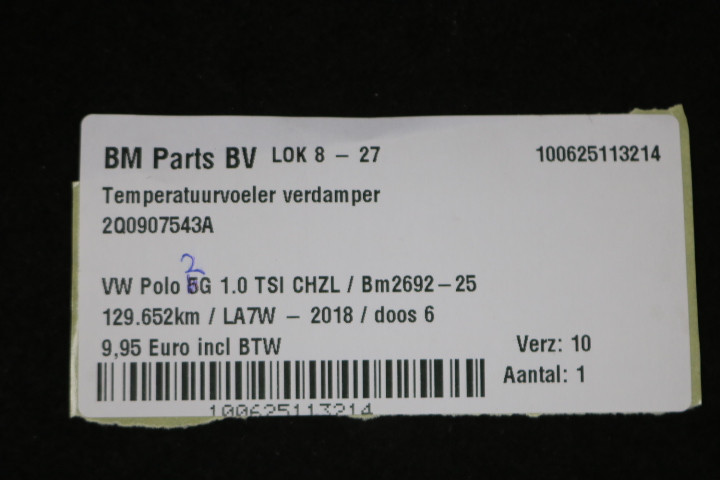 BM Parts BV LOK 8 - 27 100625113214
Temperatuurvoeler verdamper
2Q0907543A
2
VW Polo 6G 1.0 TSI CHZL / Bm2692-25
129.652km / LA7W - 2018 / doos 6
9,95 Euro incl BTW Verz: 10
Aantal: 1
100625113214